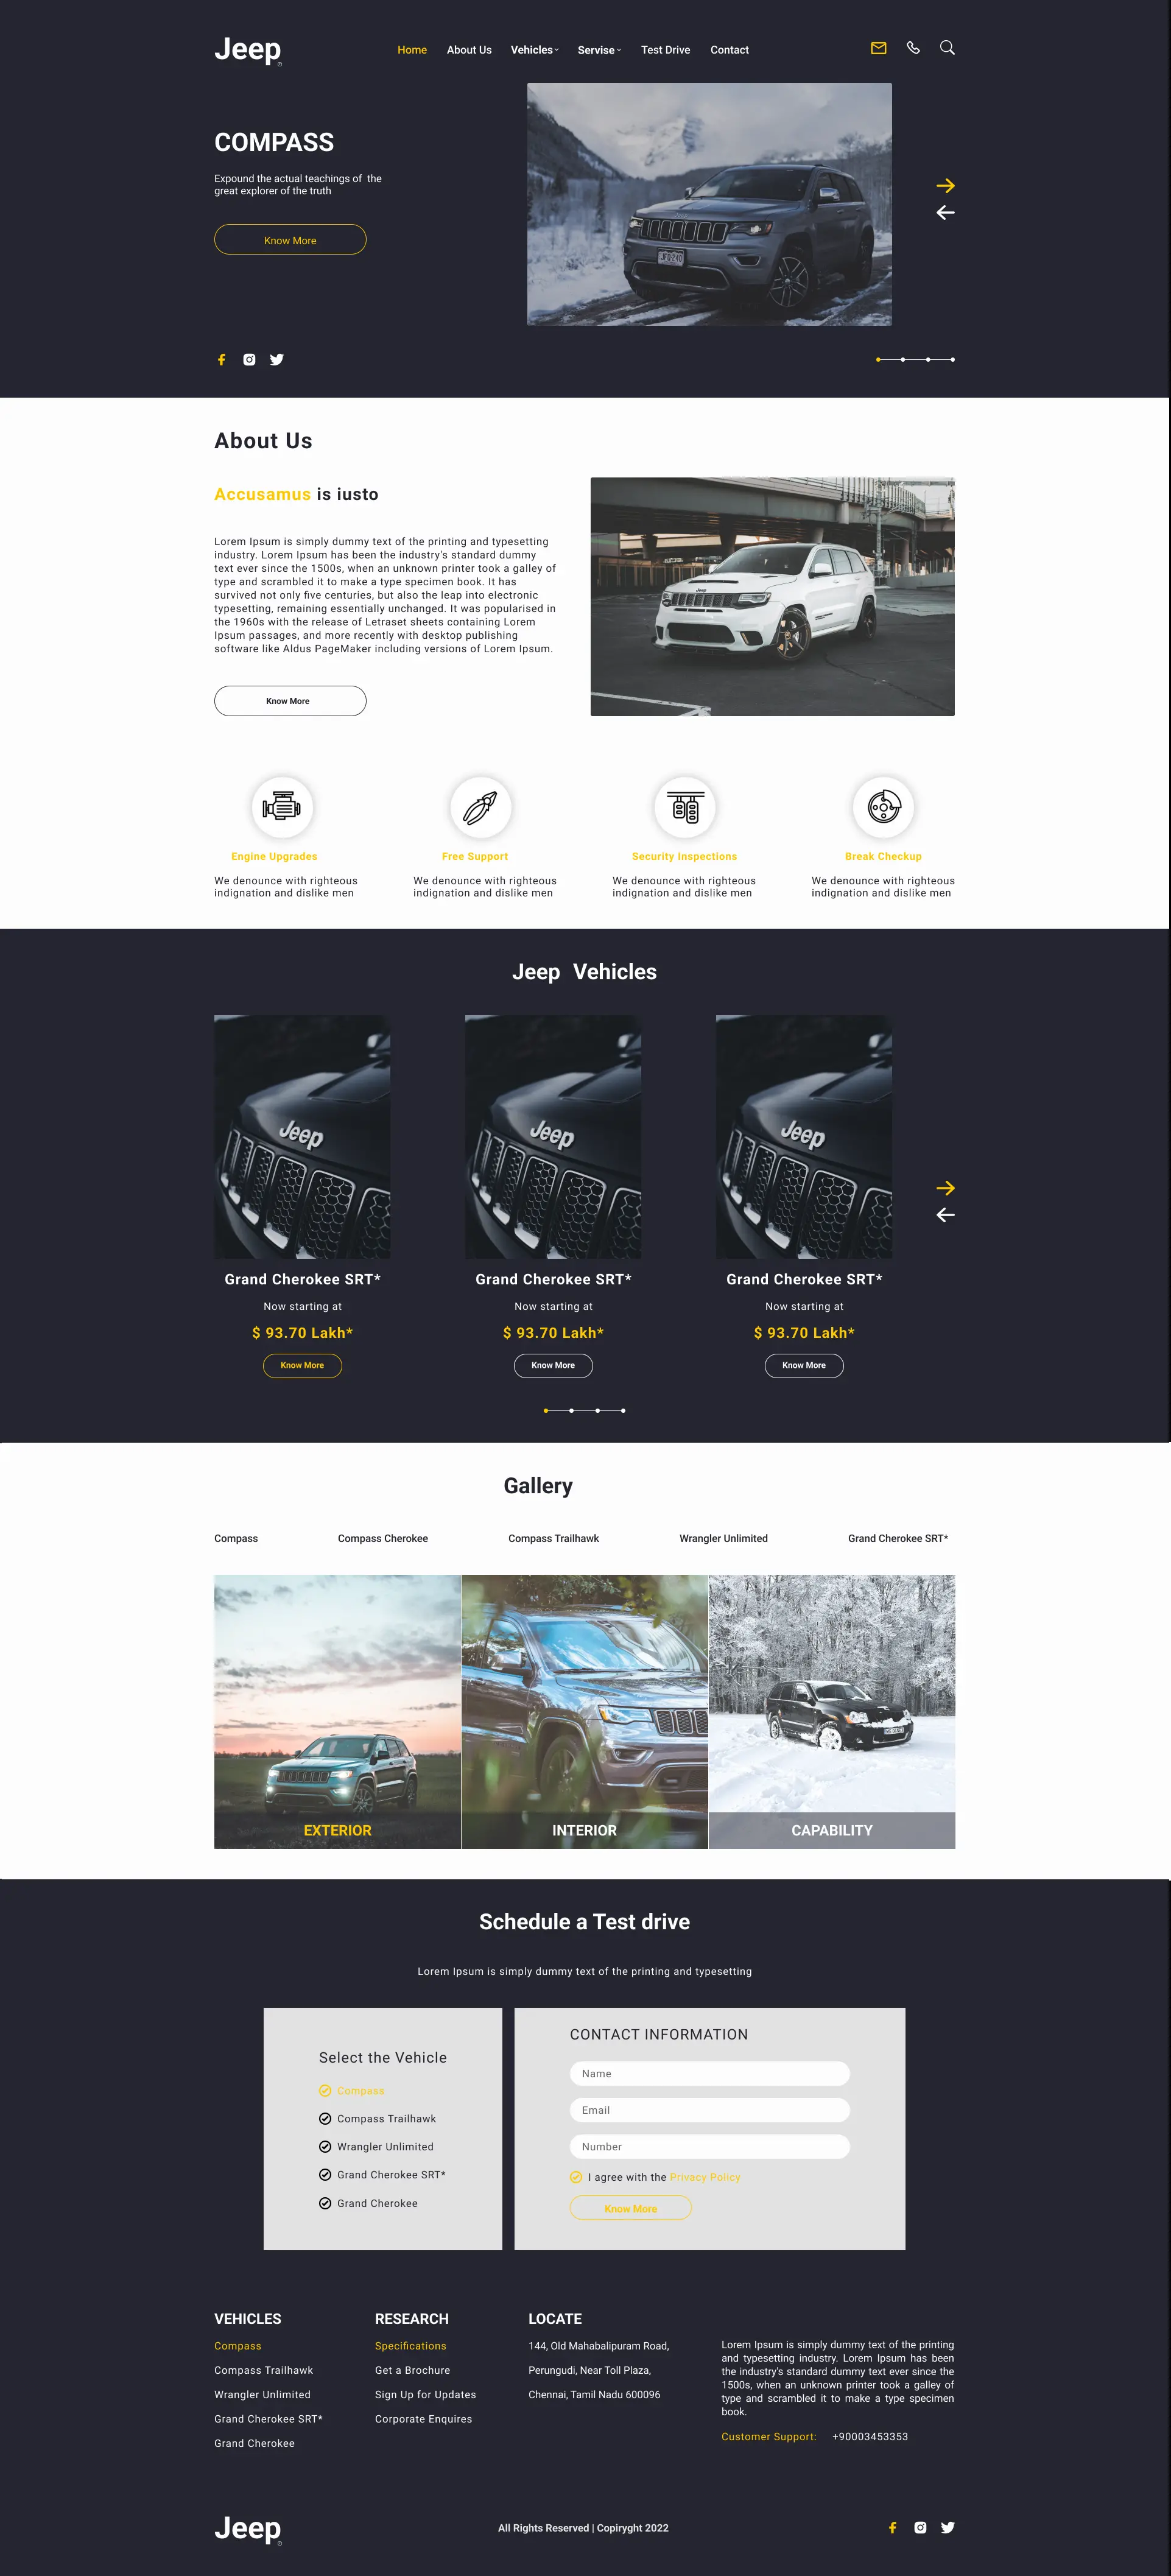 Jeep
Home About Us Vehicles Servise Test Drive Contact
COMPASS
Expound the actual teachings of the
great explorer of the truth
Know More
About Us
Accusamus is iusto
Lorem Ipsum is simply dummy text of the printing and typesetting
industry. Lorem Ipsum has been the industry's standard dummy
text ever since the 1500s, when an unknown printer took a galley of
type and scrambled it to make a type specimen book. It has
survived not only five centuries, but also the leap into electronic
typesetting, remaining essentially unchanged. It was popularised in
the 1960s with the release of Letraset sheets containing Lorem
Ipsum passages, and more recently with desktop publishing
software like Aldus PageMaker including versions of Lorem Ipsum.
Know More
Jeep
Engine Upgrades
We denounce with righteous
indignation and dislike men
Free Support
We denounce with righteous
indignation and dislike men
Security Inspections
We denounce with righteous
indignation and dislike men
Break Checkup
We denounce with righteous
indignation and dislike men
Jeep Vehicles
Jeep
Grand Cherokee SRT*
Now starting at
$ 93.70 Lakh*
Know More
Jeep
Grand Cherokee SRT*
Now starting at
$ 93.70 Lakh*
Know More
Jeep
Grand Cherokee SRT*
Now starting at
$ 93.70 Lakh*
Know More
Gallery
Compass Compass Cherokee Compass Trailhawk Wrangler Unlimited Grand Cherokee SRT*
EXTERIOR
INTERIOR
CAPABILITY
Schedule a Test drive
Lorem Ipsum is simply dummy text of the printing and typesetting
Select the Vehicle
Compass
Compass Trailhawk
Wrangler Unlimited
Grand Cherokee SRT*
Grand Cherokee
CONTACT INFORMATION
Name
Email
Number
I agree with the Privacy Policy
Know More
VEHICLES
Compass
Compass Trailhawk
Wrangler Unlimited
Grand Cherokee SRT*
Grand Cherokee
RESEARCH
Specifications
Get a Brochure
Sign Up for Updates
Corporate Enquires
LOCATE
144, Old Mahabalipuram Road,
Perungudi, Near Toll Plaza,
Chennai, Tamil Nadu 600096
Lorem Ipsum is simply dummy text of the printing
and typesetting industry. Lorem Ipsum has been
the industry's standard dummy text ever since the
1500s, when an unknown printer took a galley of
type and scrambled it to make a type specimen
book.
Customer Support: +90003453353
Jeep
All Rights Reserved | Copiryght 2022